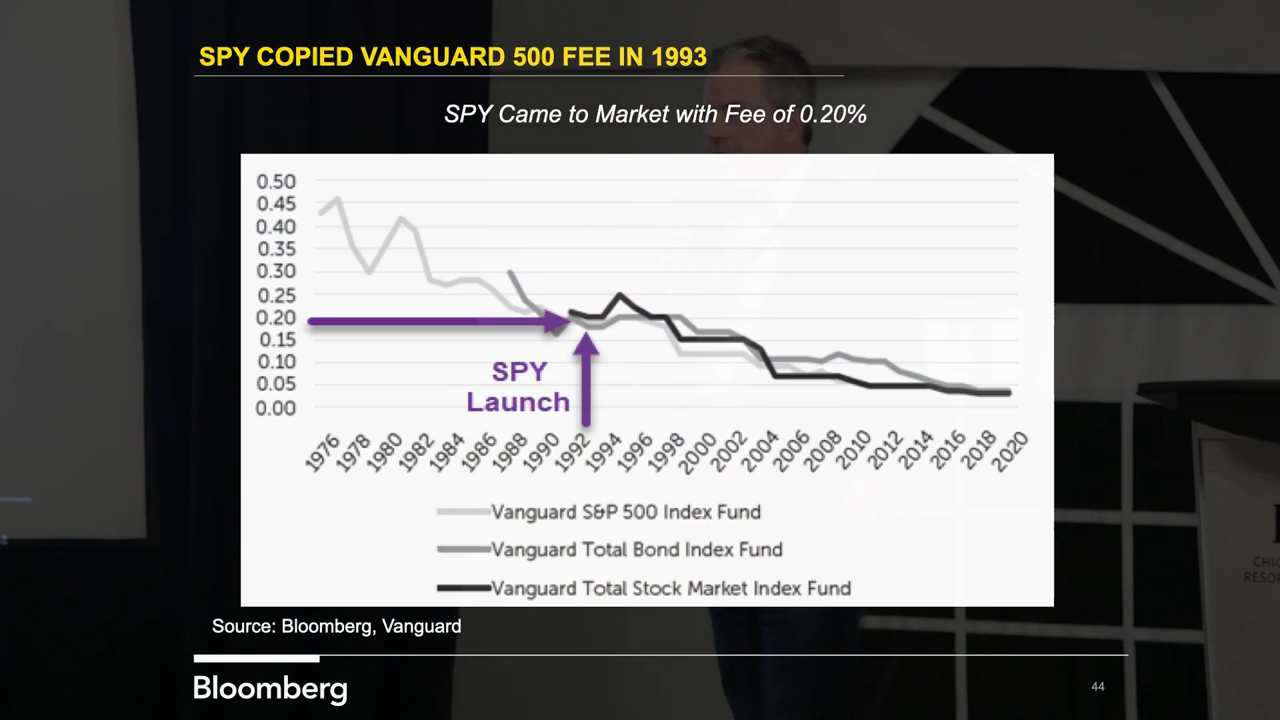 SPY COPIED VANGUARD 500 FEE IN 1993
SPY Came to Market with Fee of 0.20%
0.50
0.45
0.40
0.35
0.30
0.25
0.20
0.15
0.10
0.05
0.00
SPY
Launch
1976 1978 1980 1982 1984 1986 1988 1990 1992 1994 1996 1998 2000 2002 2004 2006 2008 2010 2012 2014 2016 2018 2020
Vanguard S&P 500 Index Fund
Vanguard Total Bond Index Fund
Vanguard Total Stock Market Index Fund
Source: Bloomberg, Vanguard
Bloomberg
44